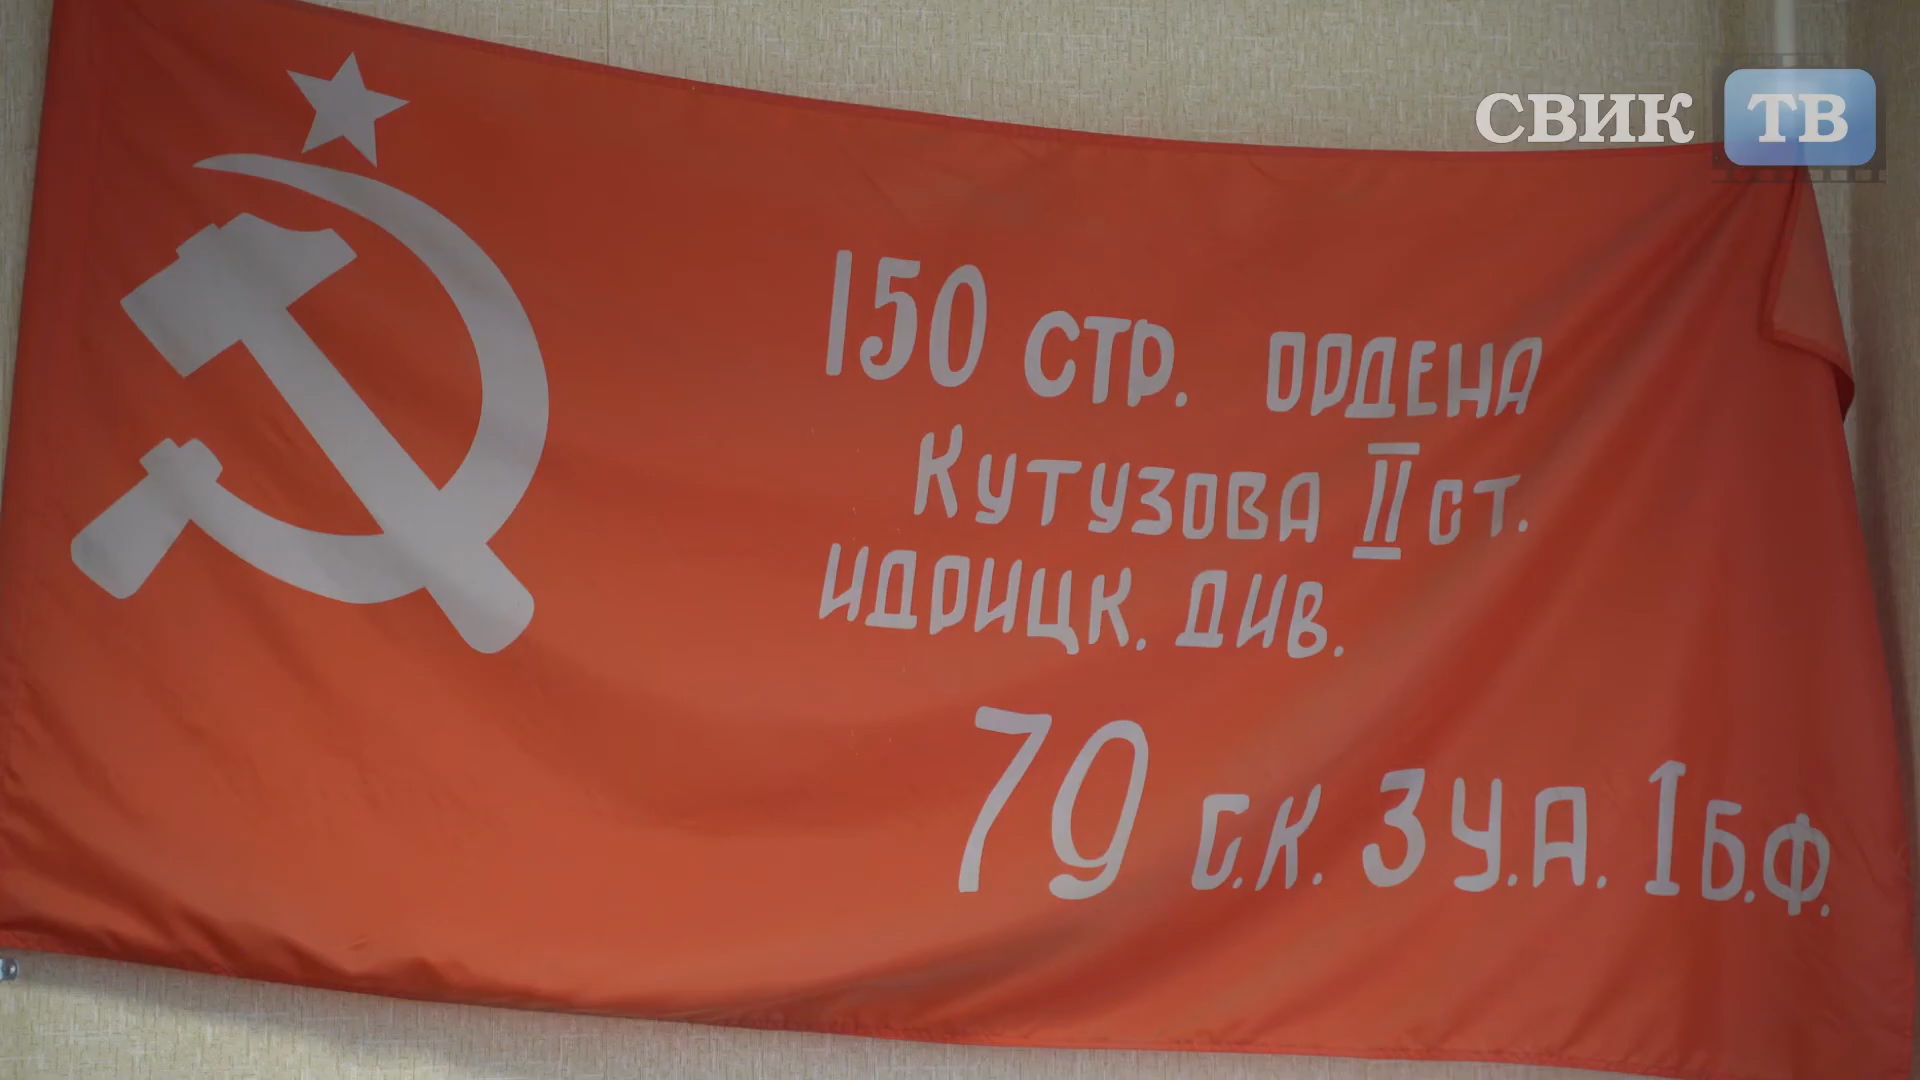 СВИК ТВ
150 СТР. ОРДЕНА
КУТУЗОВА II СТ.
ИДРИЦК. ДИВ.
79 С.К. 3 У.А. 1 Б.Ф.